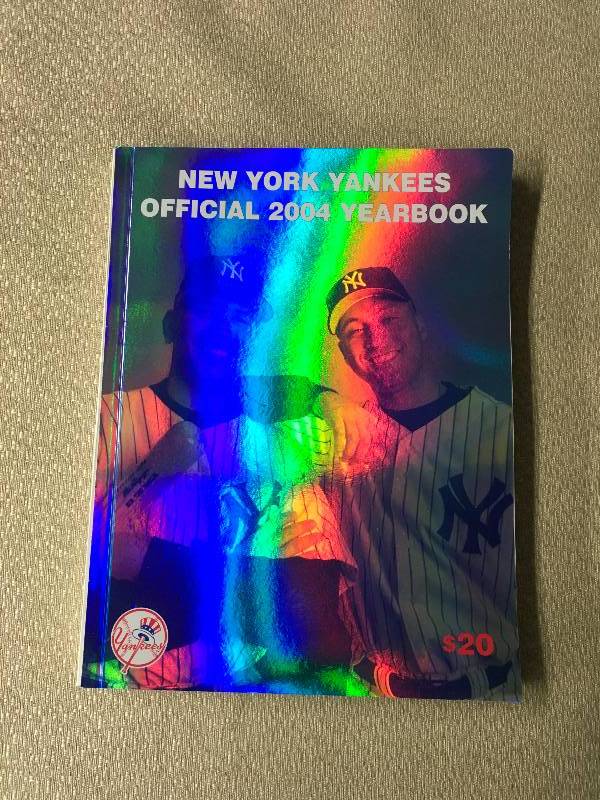 NEW YORK YANKEES
OFFICIAL 2004 YEARBOOK
NY
NY
NY
Yankees
$20